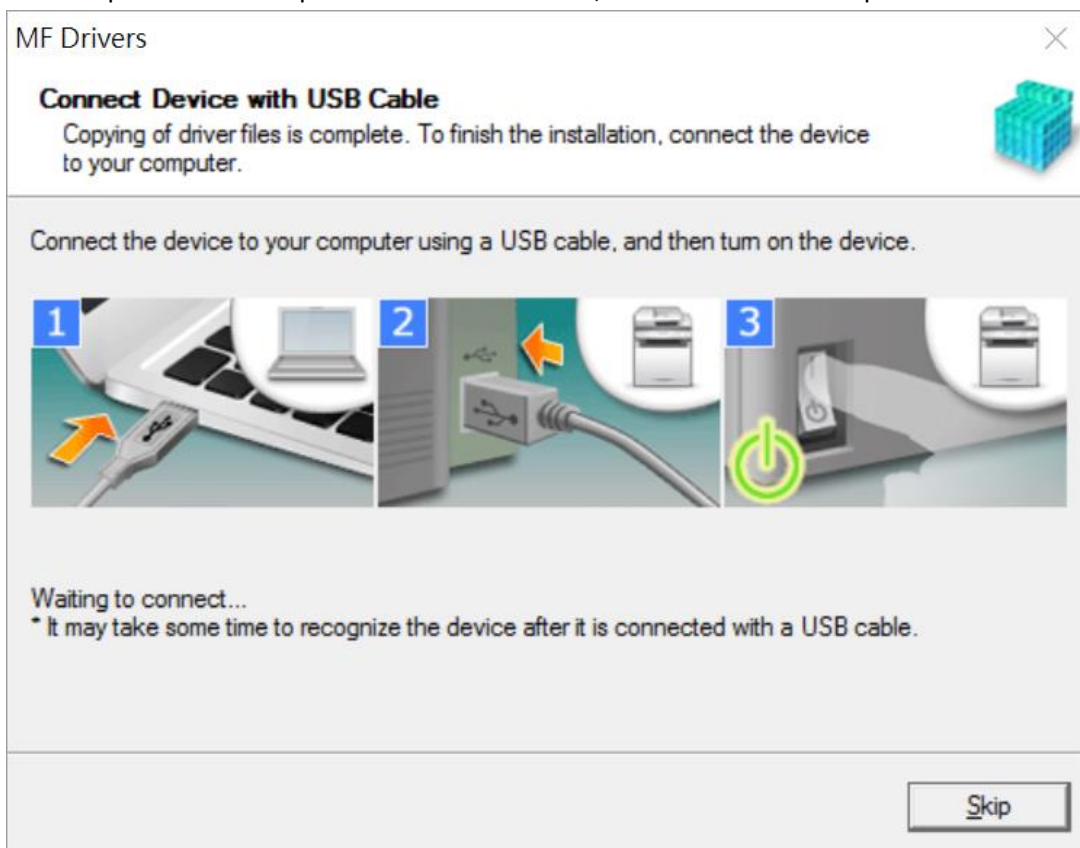 MF Drivers
Connect Device with USB Cable
Copying of driver files is complete. To finish the installation, connect the device
to your computer.
Connect the device to your computer using a USB cable, and then turn on the device.
1
2
3
Waiting to connect...
* It may take some time to recognize the device after it is connected with a USB cable.
Skip